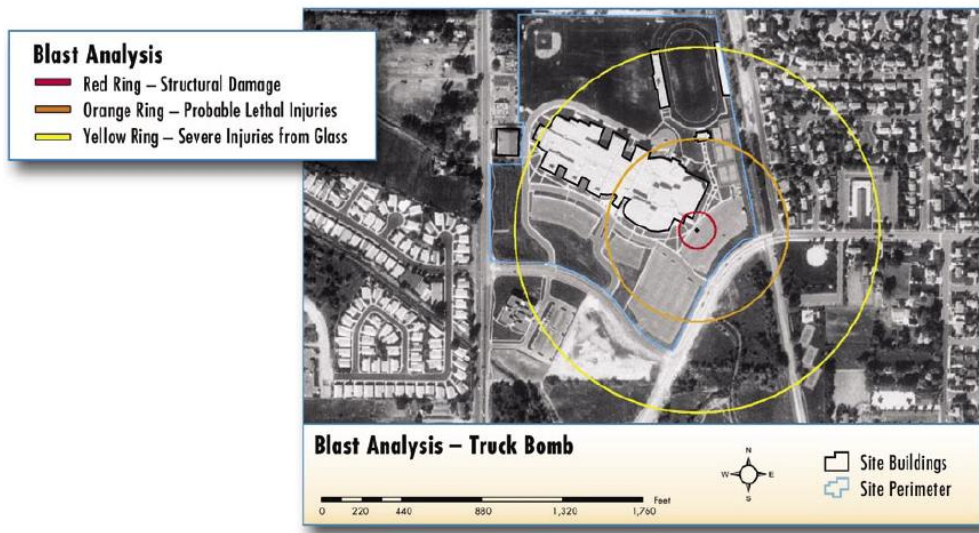 Blast Analysis
Red Ring – Structural Damage
Orange Ring – Probable Lethal Injuries
Yellow Ring – Severe Injuries from Glass
Blast Analysis – Truck Bomb
N
W E
S
Site Buildings
Site Perimeter
Feet
0 220 440 880 1,320 1,760